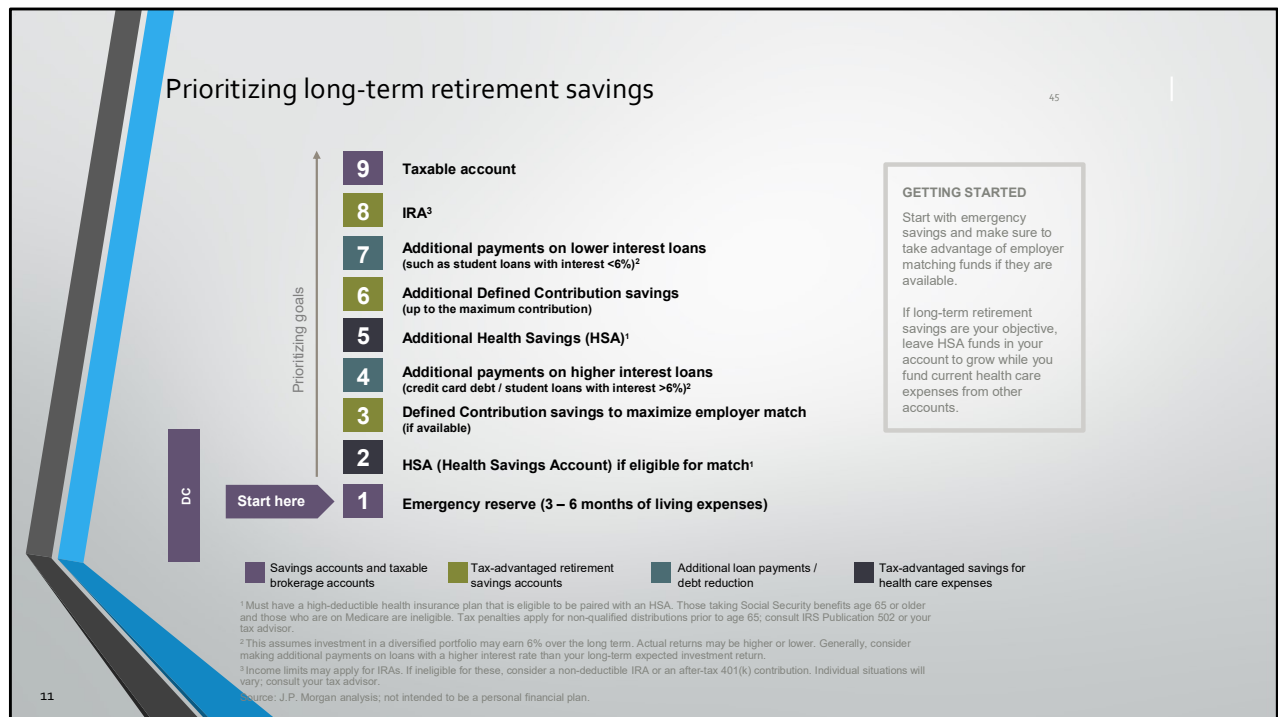 Prioritizing long-term retirement savings
45
Prioritizing goals
9 Taxable account
8 IRA³
7 Additional payments on lower interest loans
(such as student loans with interest <6%)²
6 Additional Defined Contribution savings
(up to the maximum contribution)
5 Additional Health Savings (HSA)¹
4 Additional payments on higher interest loans
(credit card debt / student loans with interest >6%)²
3 Defined Contribution savings to maximize employer match
(if available)
2 HSA (Health Savings Account) if eligible for match¹
DC
Start here
1 Emergency reserve (3 – 6 months of living expenses)
GETTING STARTED
Start with emergency
savings and make sure to
take advantage of employer
matching funds if they are
available.
If long-term retirement
savings are your objective,
leave HSA funds in your
account to grow while you
fund current health care
expenses from other
accounts.
Savings accounts and taxable
brokerage accounts
Tax-advantaged retirement
savings accounts
Additional loan payments /
debt reduction
Tax-advantaged savings for
health care expenses
¹ Must have a high-deductible health insurance plan that is eligible to be paired with an HSA. Those taking Social Security benefits age 65 or older
and those who are on Medicare are ineligible. Tax penalties apply for non-qualified distributions prior to age 65; consult IRS Publication 502 or your
tax advisor.
² This assumes investment in a diversified portfolio may earn 6% over the long term. Actual returns may be higher or lower. Generally, consider
making additional payments on loans with a higher interest rate than your long-term expected investment return.
³ Income limits may apply for IRAs. If ineligible for these, consider a non-deductible IRA or an after-tax 401(k) contribution. Individual situations will
vary; consult your tax advisor.
Source: J.P. Morgan analysis; not intended to be a personal financial plan.
11